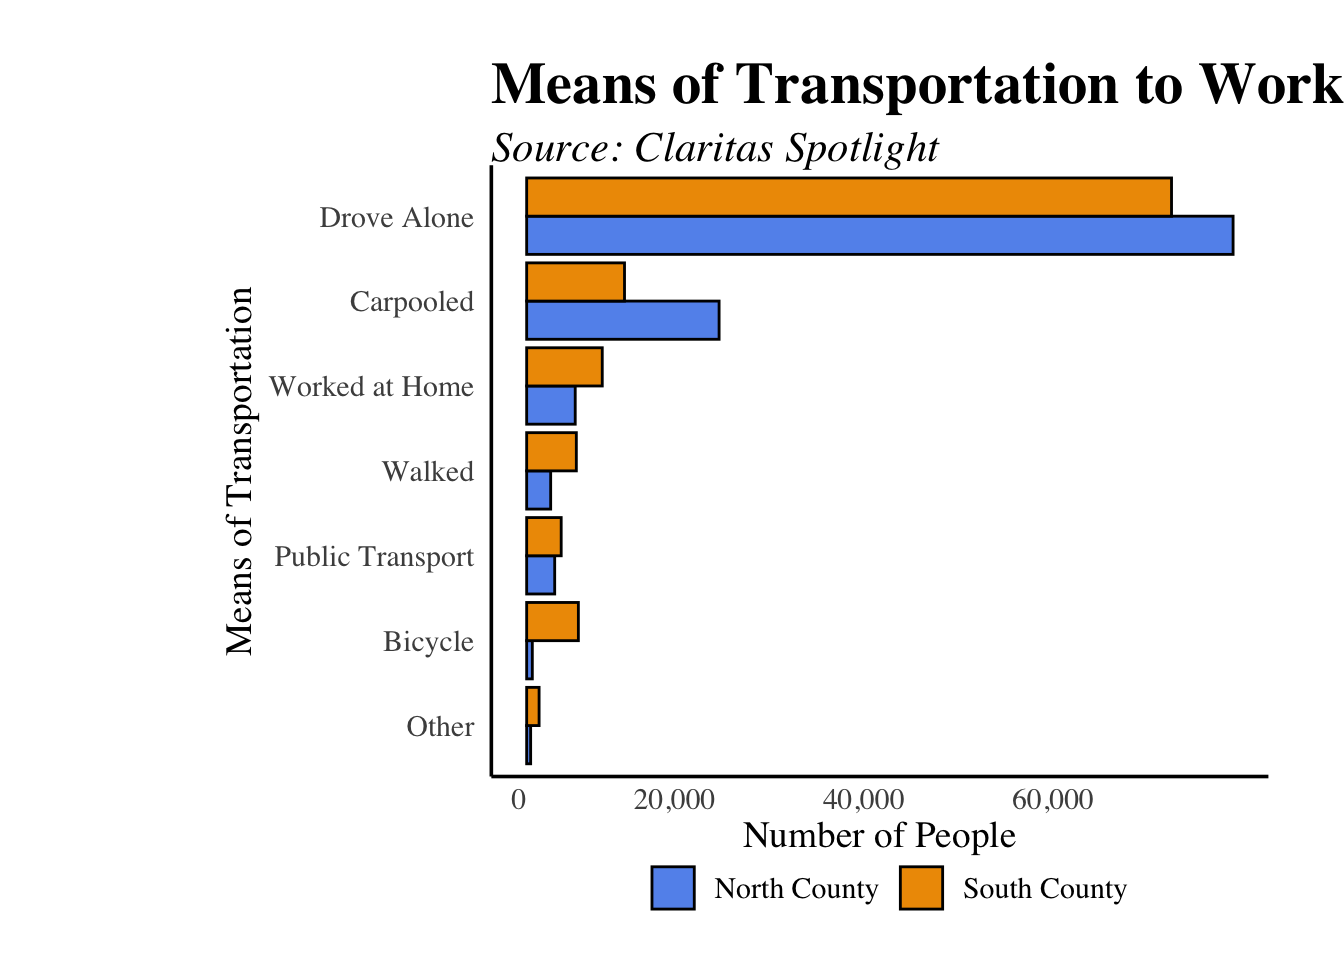 Means of Transportation to Work
Source: Claritas Spotlight
Means of Transportation
Drove Alone
Carpooled
Worked at Home
Walked
Public Transport
Bicycle
Other
0 20,000 40,000 60,000
Number of People
North County South County